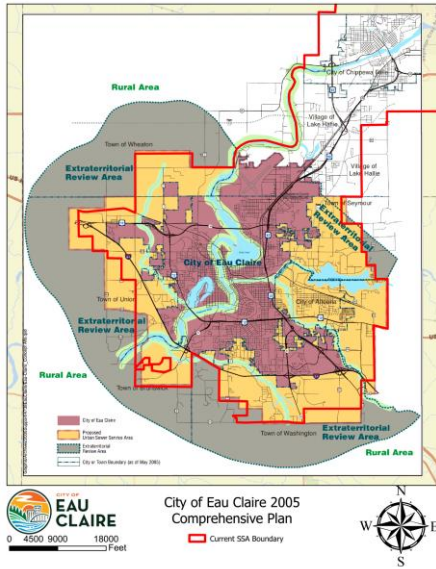 City of Chippewa Falls
Rural Area
Village of
Lake Hallie
Town of Wheaton
Village of
Lake Hallie
Extraterritorial
Review Area
Town of Seymour
Extraterritorial
Review Area
City of Eau Claire
Town of Union
City of Altoona
Extraterritorial
Review Area
Rural Area
Town of
City of Eau Claire
Proposed
Urban Sewer Service Area
Extraterritorial
Review Area
City or Town Boundary (as of May 2005)
Town of Washington
Extraterritorial
Review Area
Rural Area
CITY OF
EAU
CLAIRE
0 4500 9000 18000
Feet
City of Eau Claire 2005
Comprehensive Plan
Current SSA Boundary
N
W
E
S